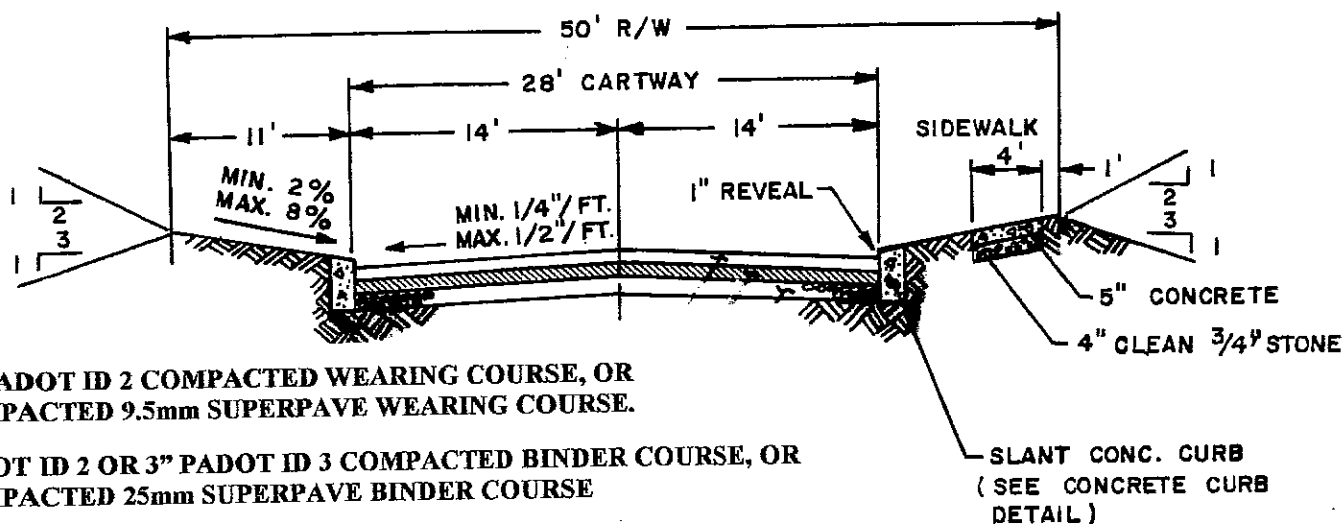 50' R/W
28' CARTWAY
11'
14'
14'
SIDEWALK
4'
1'
MIN. 2%
MAX. 8%
MIN. 1/4"/FT.
MAX. 1/2"/FT.
1" REVEAL
1
2
3
1
1
2
3
1
5" CONCRETE
4" CLEAN 3/4" STONE
ADOT ID 2 COMPACTED WEARING COURSE, OR
PACTED 9.5mm SUPERPAVE WEARING COURSE.
OT ID 2 OR 3" PADOT ID 3 COMPACTED BINDER COURSE, OR
PACTED 25mm SUPERPAVE BINDER COURSE
SLANT CONC. CURB
(SEE CONCRETE CURB
DETAIL)